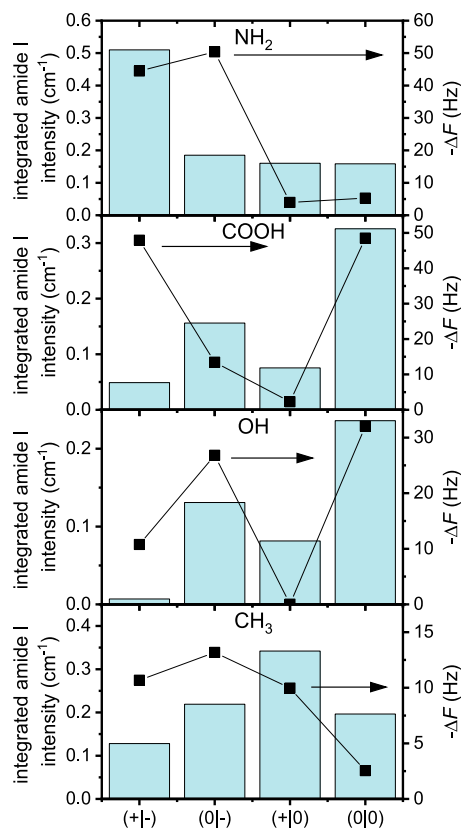 0.6
0.5
0.4
0.3
0.2
0.1
0.0
integrated amide I
intensity (cm⁻¹)
NH₂
60
50
40
30
20
10
0
-ΔF (Hz)
0.3
0.2
0.1
0.0
integrated amide I
intensity (cm⁻¹)
COOH
50
40
30
20
10
0
-ΔF (Hz)
0.2
0.1
0.0
integrated amide I
intensity (cm⁻¹)
OH
30
20
10
0
-ΔF (Hz)
0.4
0.3
0.2
0.1
0.0
integrated amide I
intensity (cm⁻¹)
CH₃
15
10
5
0
-ΔF (Hz)
(+|-) (0|-) (+|0) (0|0)